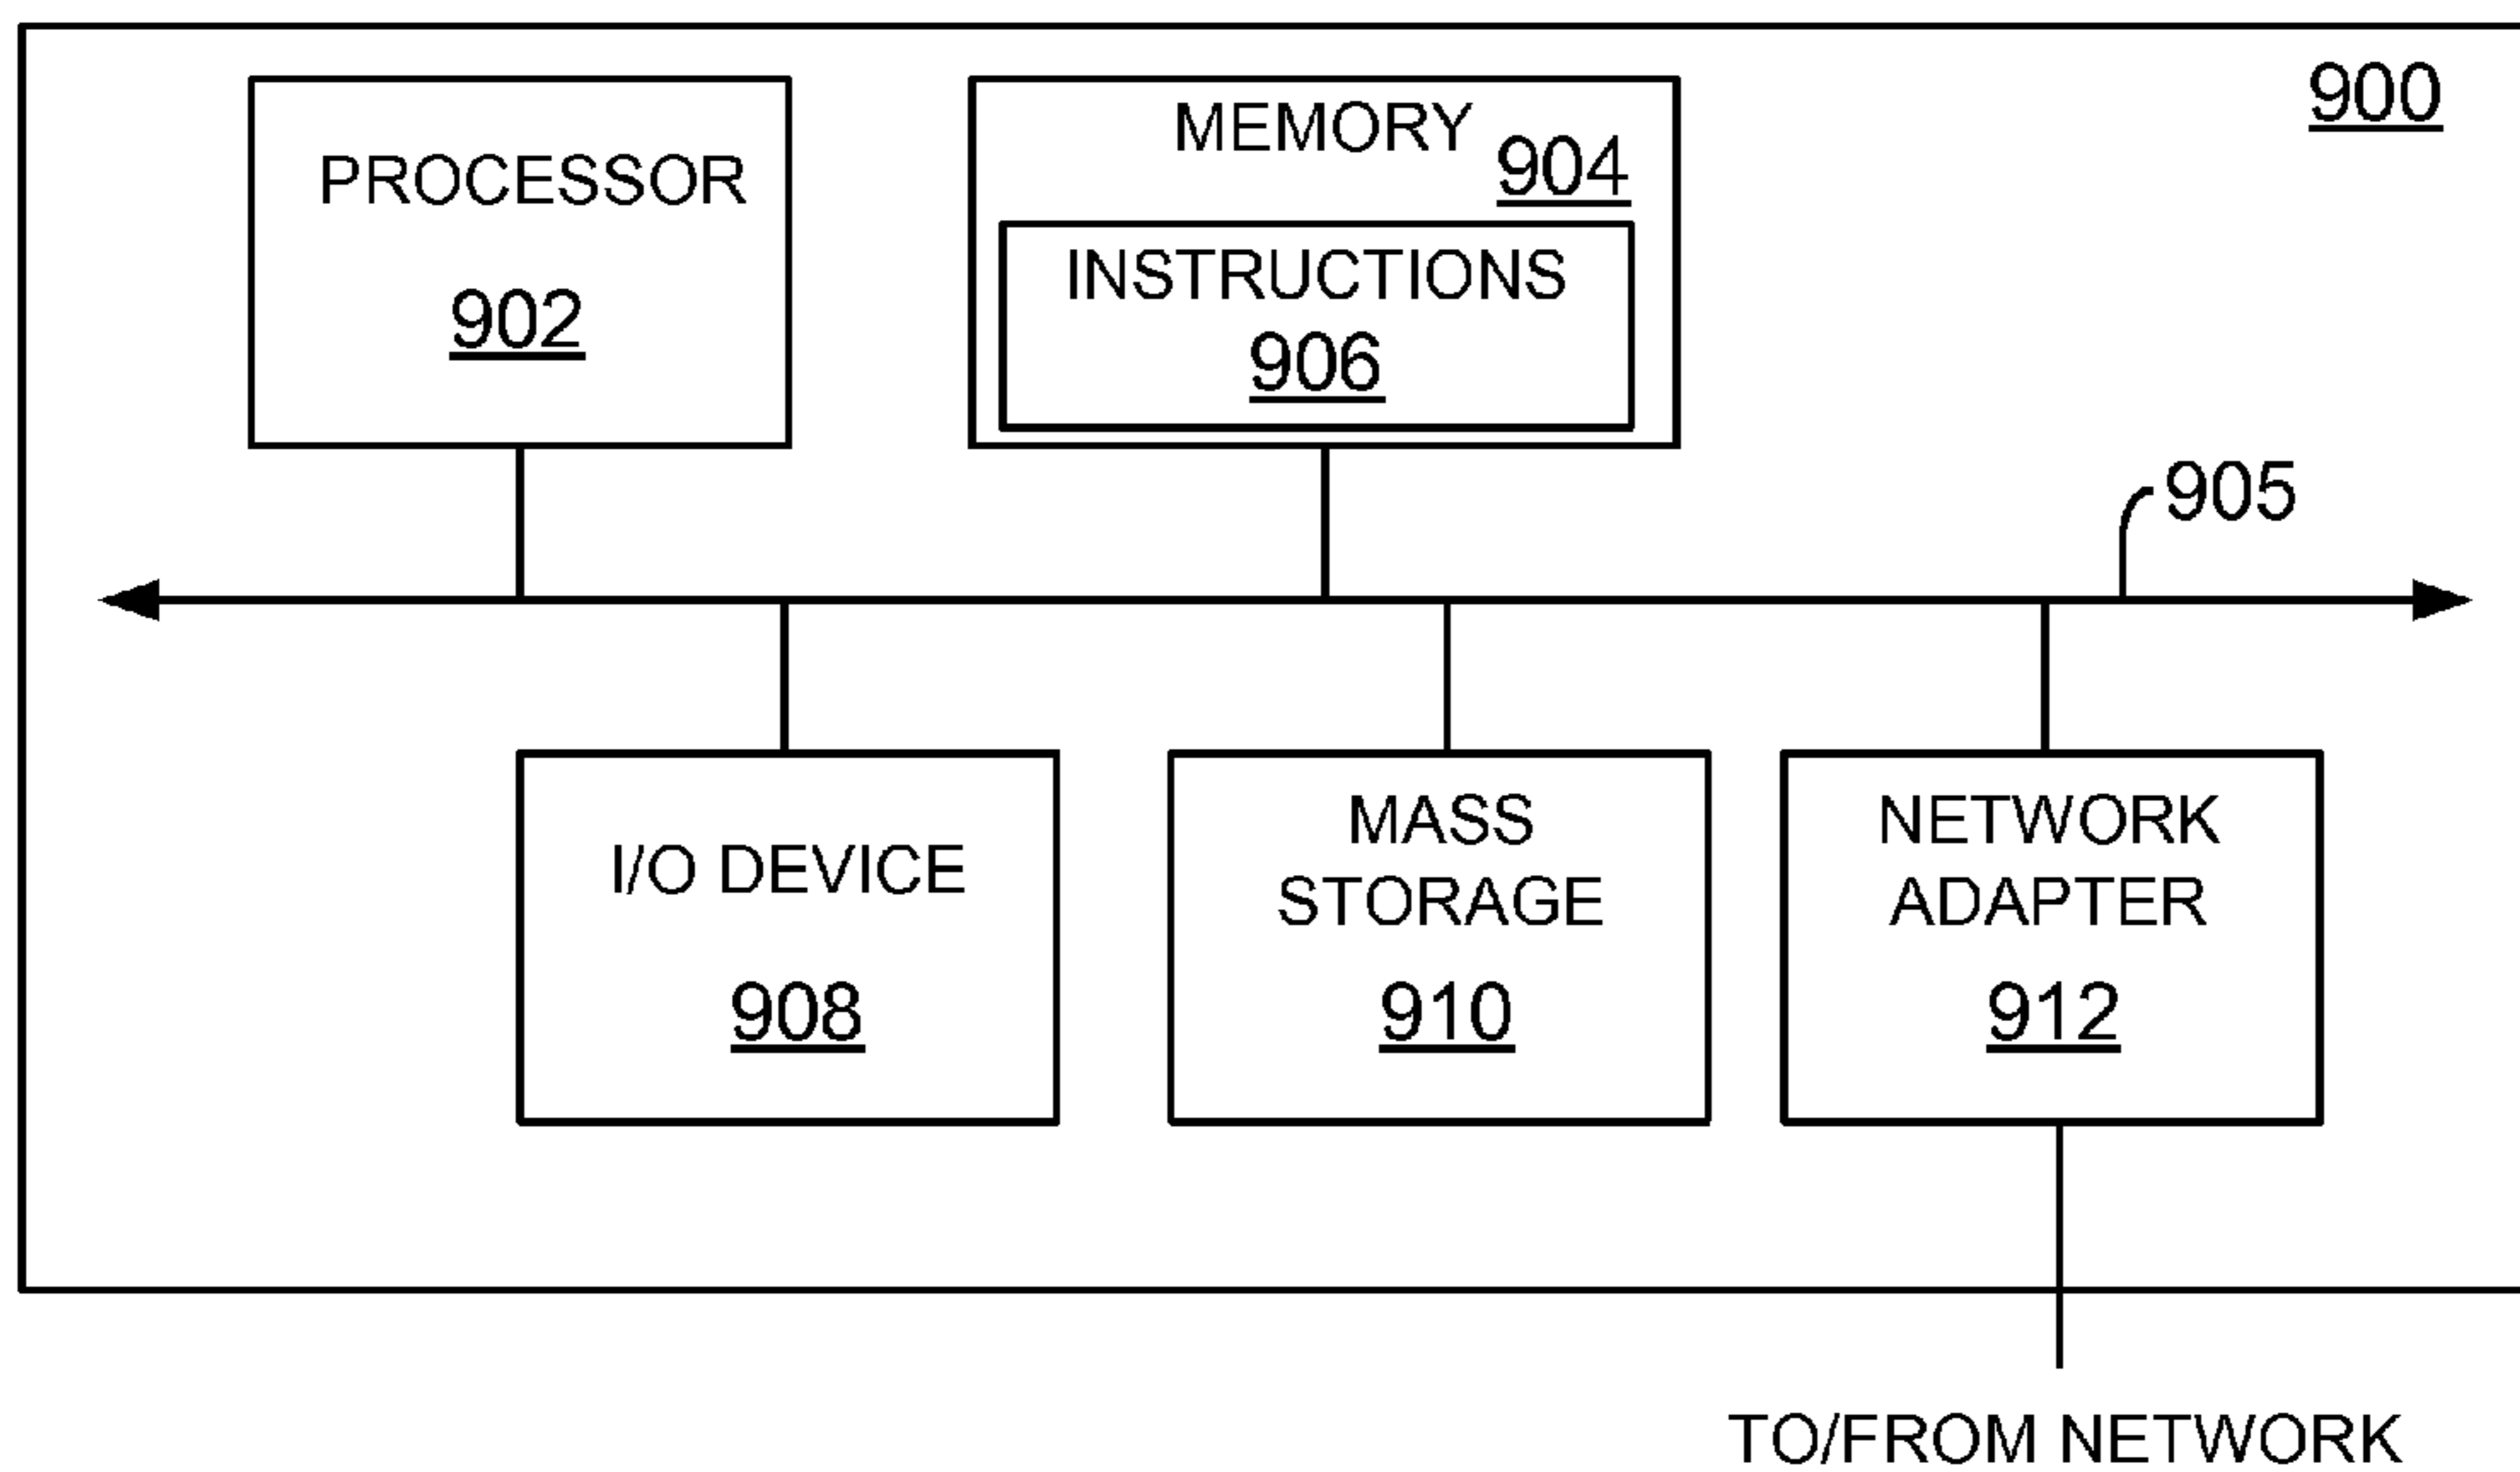 900
PROCESSOR
902
MEMORY
904
INSTRUCTIONS
906
905
I/O DEVICE
908
MASS
STORAGE
910
NETWORK
ADAPTER
912
TO/FROM NETWORK